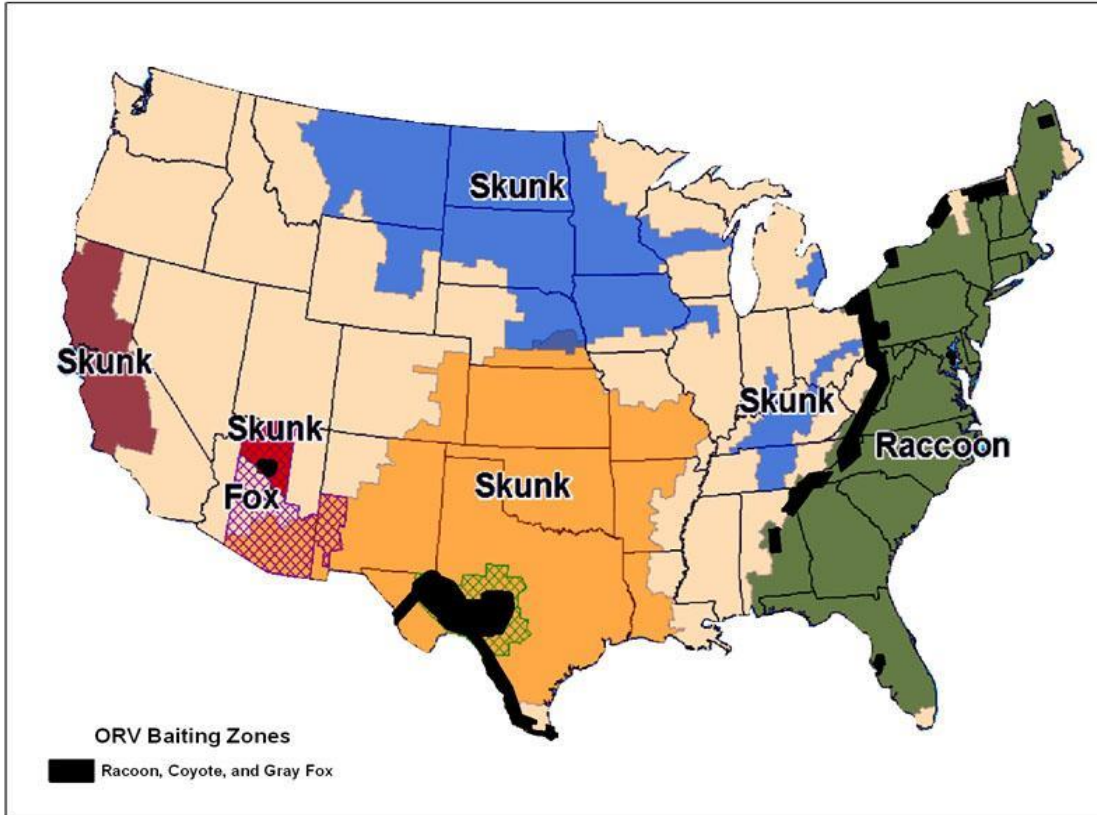 Skunk
Skunk
Skunk
Skunk
Raccoon
Fox
Skunk
ORV Baiting Zones
Racoon, Coyote, and Gray Fox